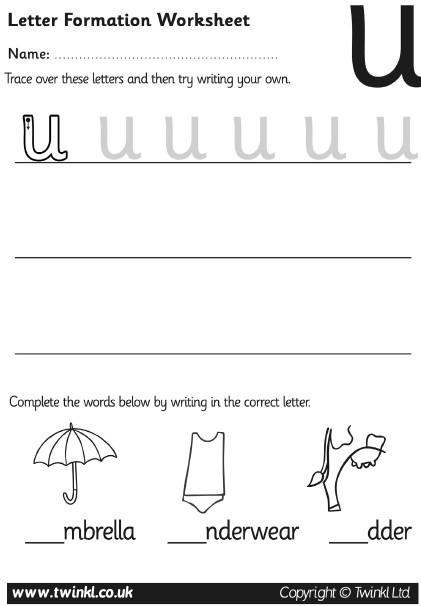 Letter Formation Worksheet
u
Name: ................................................
Trace over these letters and then try writing your own.
u u u u u u
Complete the words below by writing in the correct letter.
___mbrella ___nderwear ___dder
www.twinkl.co.uk Copyright © Twinkl Ltd.